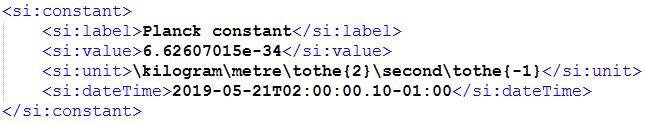 <si:constant>
<si:label>Planck constant</si:label>
<si:value>6.62607015e-34</si:value>
<si:unit>\kilogram\metre\tothe{2}\second\tothe{-1}</si:unit>
<si:dateTime>2019-05-21T02:00:00.10-01:00</si:dateTime>
</si:constant>